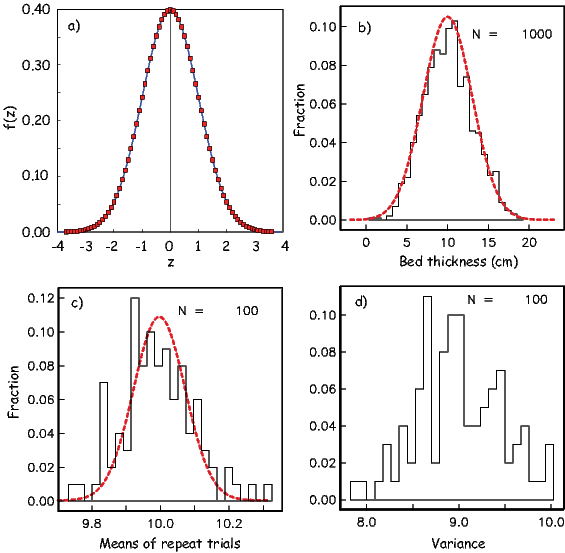 a)
0.40
0.40
0.40
0.40
0.00
f(z)
-4 -3 -2 -1 0 1 2 3 4
z
b)
N = 1000
0.10
0.08
0.06
0.04
0.02
0.00
Fraction
0 5 10 15 20
Bed thickness (cm)
c)
N = 100
0.12
0.10
0.08
0.06
0.04
0.02
0.00
Fraction
9.8 10.0 10.2
Means of repeat trials
d)
N = 100
0.10
0.08
0.06
0.04
0.02
0.00
8.0 9.0 10.0
Variance